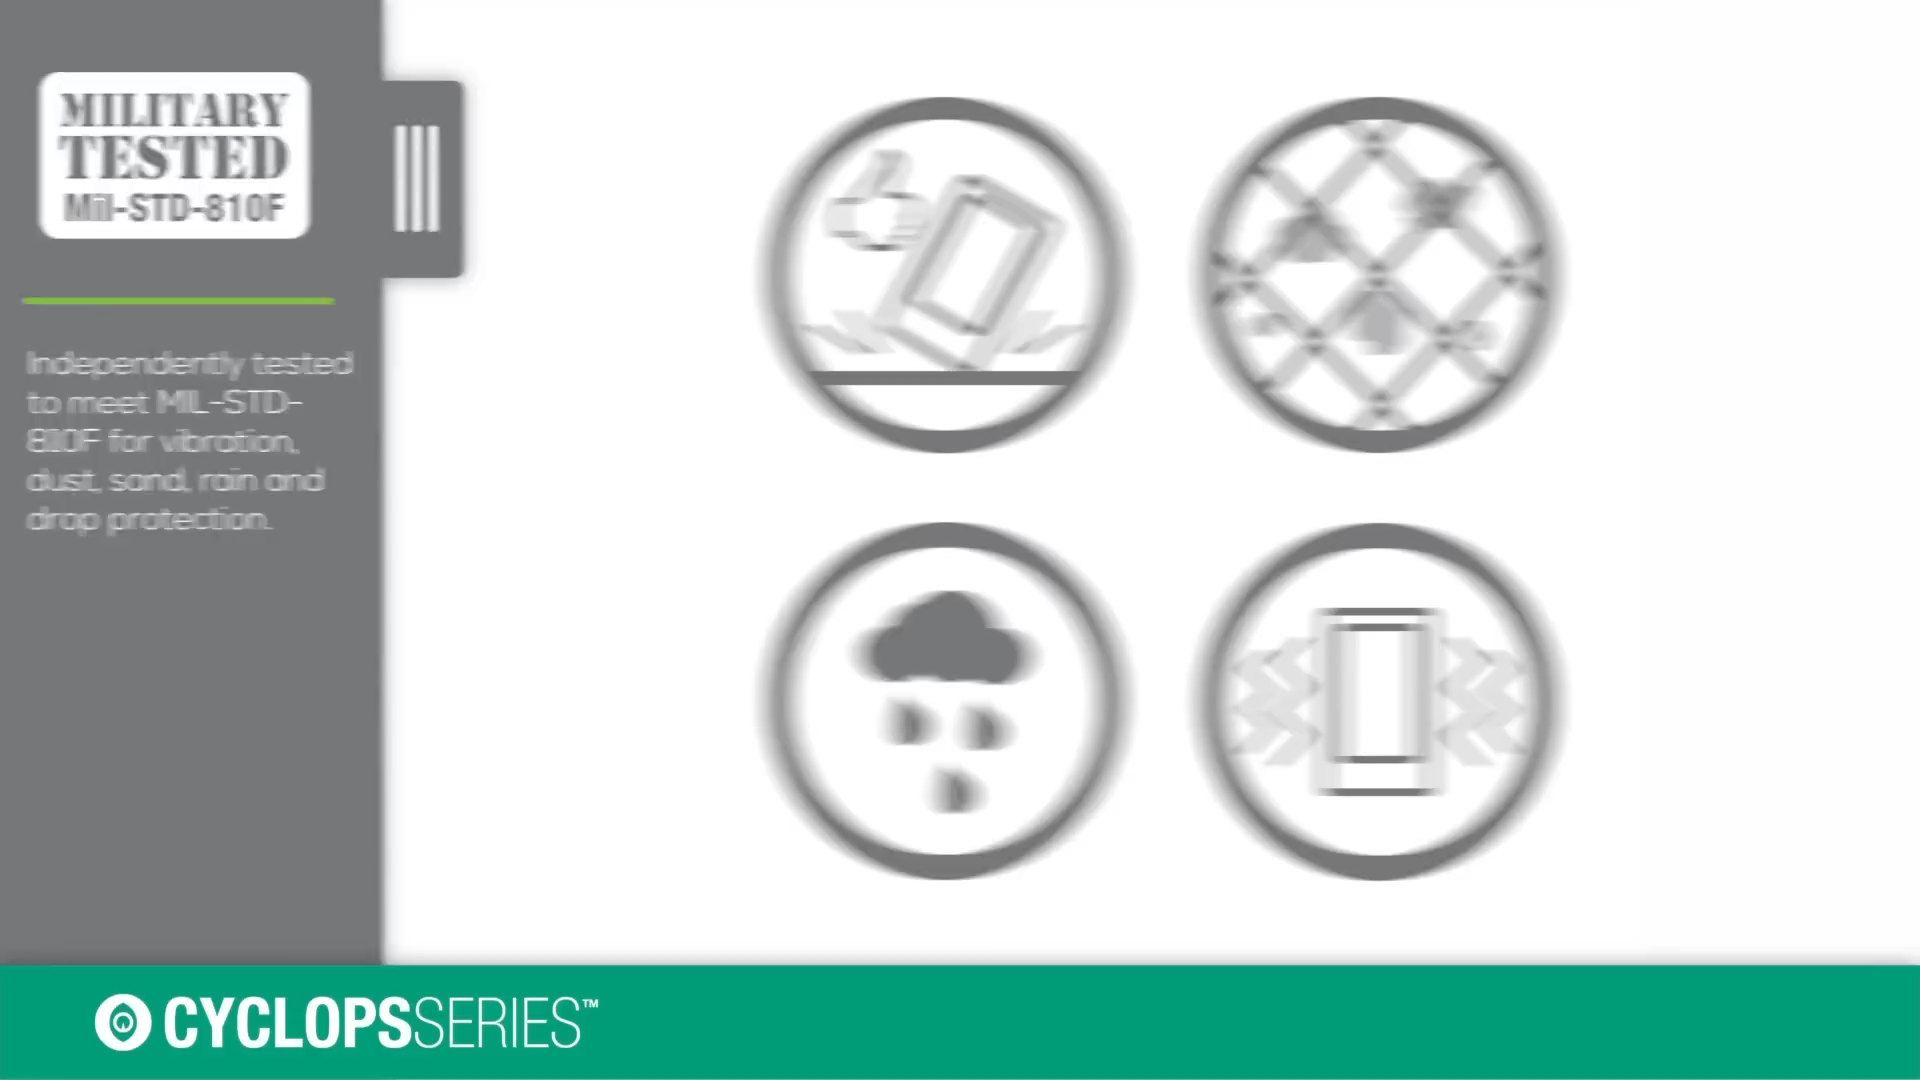 MILITARY
TESTED
Mil-STD-810F
Independently tested
to meet MIL-STD-
810F for vibration,
dust, sand, rain and
drop protection.
CYCLOPSSERIES™